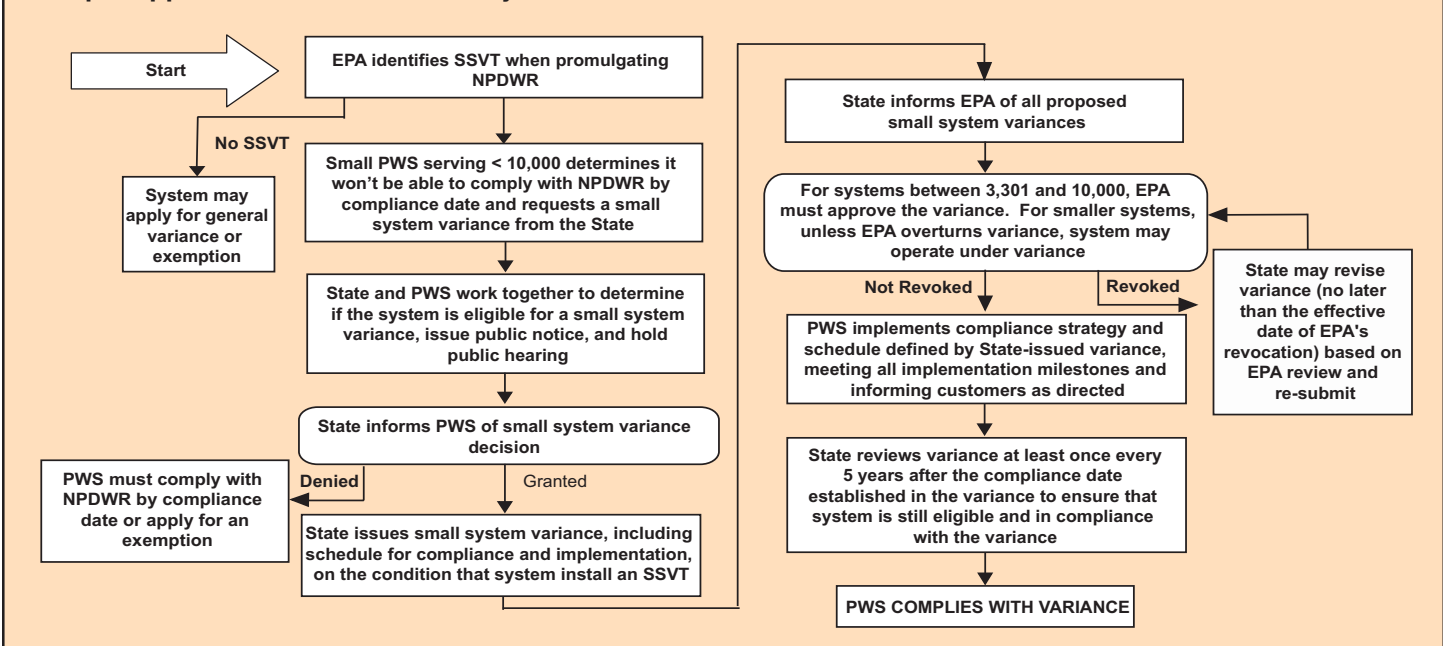 Start
EPA identifies SSVT when promulgating
NPDWR
No SSVT
System may
apply for general
variance or
exemption
Small PWS serving < 10,000 determines it
won't be able to comply with NPDWR by
compliance date and requests a small
system variance from the State
State and PWS work together to determine
if the system is eligible for a small system
variance, issue public notice, and hold
public hearing
State informs PWS of small system variance
decision
Denied
Granted
PWS must comply with
NPDWR by compliance
date or apply for an
exemption
State issues small system variance, including
schedule for compliance and implementation,
on the condition that system install an SSVT
State informs EPA of all proposed
small system variances
For systems between 3,301 and 10,000, EPA
must approve the variance. For smaller systems,
unless EPA overturns variance, system may
operate under variance
Not Revoked
Revoked
State may revise
variance (no later
than the effective
date of EPA's
revocation) based on
EPA review and
re-submit
PWS implements compliance strategy and
schedule defined by State-issued variance,
meeting all implementation milestones and
informing customers as directed
State reviews variance at least once every
5 years after the compliance date
established in the variance to ensure that
system is still eligible and in compliance
with the variance
PWS COMPLIES WITH VARIANCE